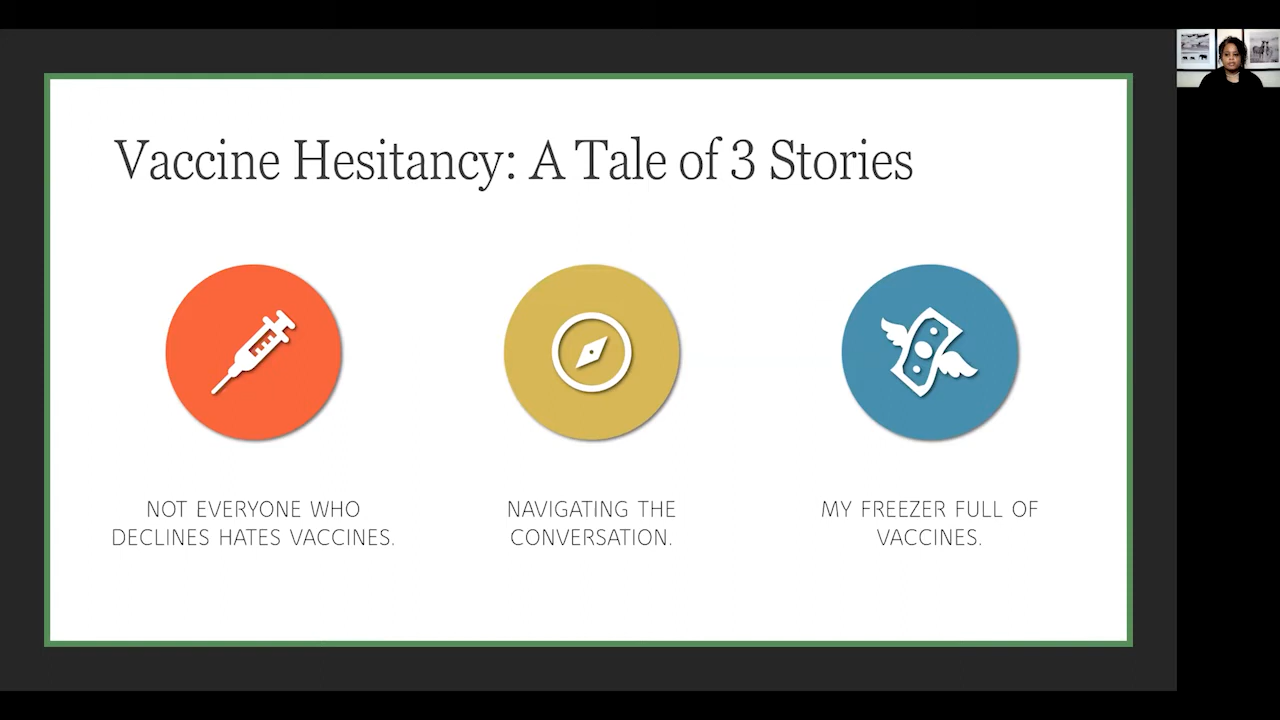 Vaccine Hesitancy: A Tale of 3 Stories
NOT EVERYONE WHO
DECLINES HATES VACCINES.
NAVIGATING THE
CONVERSATION.
MY FREEZER FULL OF
VACCINES.